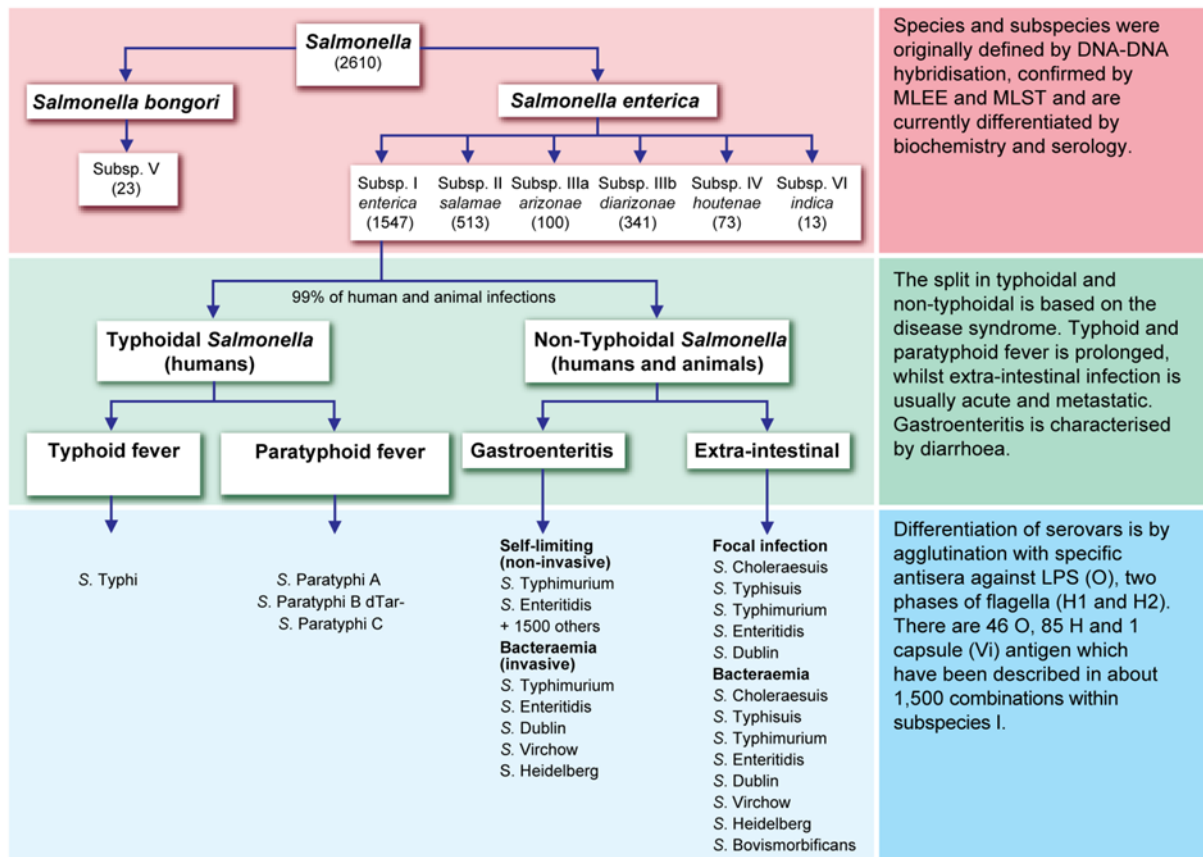 Salmonella
(2610)
Salmonella bongori
Salmonella enterica
Subsp. V
(23)
Subsp. I
enterica
(1547)
Subsp. II
salamae
(513)
Subsp. IIIa
arizonae
(100)
Subsp. IIIb
diarizonae
(341)
Subsp. IV
houtenae
(73)
Subsp. VI
indica
(13)
Species and subspecies were
originally defined by DNA-DNA
hybridisation, confirmed by
MLEE and MLST and are
currently differentiated by
biochemistry and serology.
99% of human and animal infections
Typhoidal Salmonella
(humans)
Non-Typhoidal Salmonella
(humans and animals)
Typhoid fever
Paratyphoid fever
Gastroenteritis
Extra-intestinal
The split in typhoidal and
non-typhoidal is based on the
disease syndrome. Typhoid and
paratyphoid fever is prolonged,
whilst extra-intestinal infection is
usually acute and metastatic.
Gastroenteritis is characterised
by diarrhoea.
S. Typhi
S. Paratyphi A
S. Paratyphi B dTar-
S. Paratyphi C
Self-limiting
(non-invasive)
S. Typhimurium
S. Enteritidis
+ 1500 others
Bacteraemia
(invasive)
S. Typhimurium
S. Enteritidis
S. Dublin
S. Virchow
S. Heidelberg
Focal infection
S. Choleraesuis
S. Typhisuis
S. Typhimurium
S. Enteritidis
S. Dublin
Bacteraemia
S. Choleraesuis
S. Typhisuis
S. Typhimurium
S. Enteritidis
S. Dublin
S. Virchow
S. Heidelberg
S. Bovismorbificans
Differentiation of serovars is by
agglutination with specific
antisera against LPS (O), two
phases of flagella (H1 and H2).
There are 46 O, 85 H and 1
capsule (Vi) antigen which
have been described in about
1,500 combinations within
subspecies I.